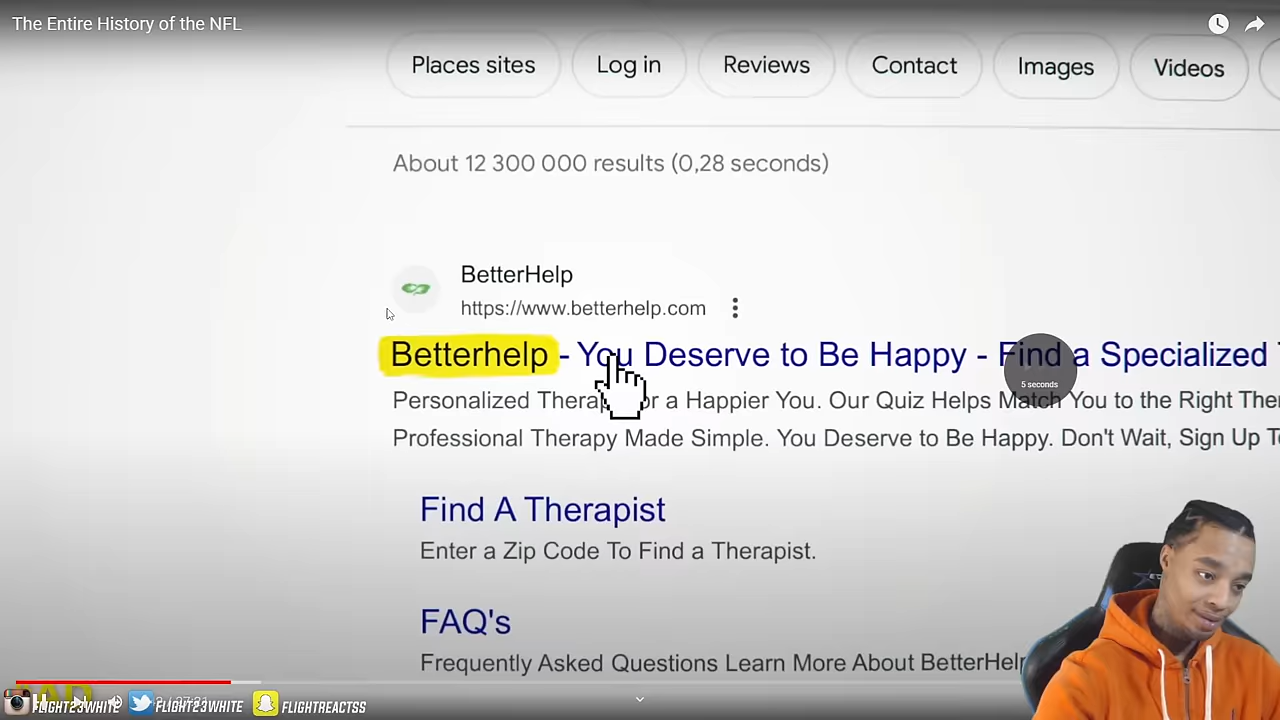 The Entire History of the NFL
Places sites Log in Reviews Contact Images Videos
About 12 300 000 results (0,28 seconds)
BetterHelp
https://www.betterhelp.com
Betterhelp - You Deserve to Be Happy - Find a Specialized
5 seconds
Personalized Therapy for a Happier You. Our Quiz Helps Match You to the Right
Professional Therapy Made Simple. You Deserve to Be Happy. Don't Wait, Sign Up
Find A Therapist
Enter a Zip Code To Find a Therapist.
FAQ's
Frequently Asked Questions Learn More About BetterHelp
FLIGHT23WHITE FLIGHT23WHITE FLIGHTREACTSS